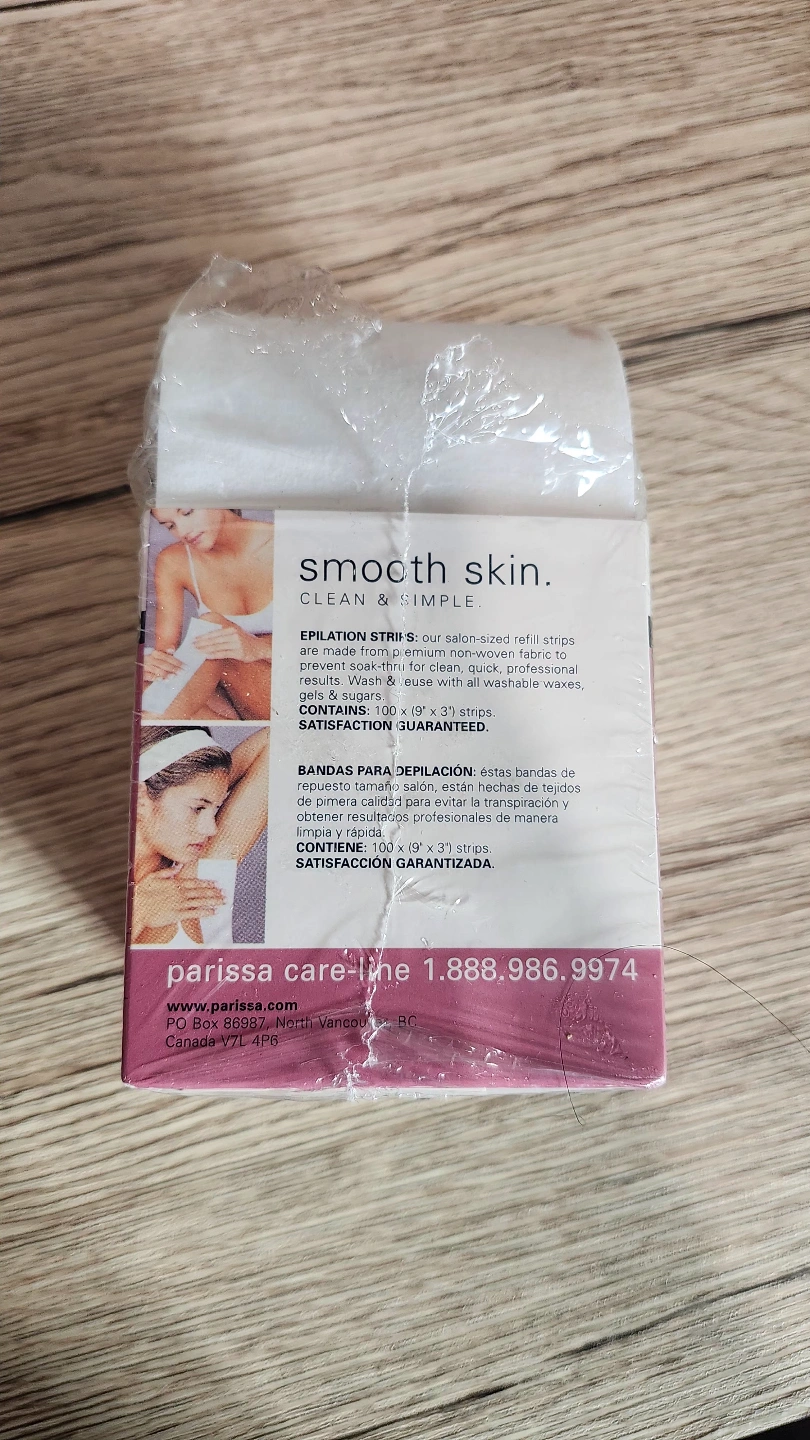 smooth skin.
CLEAN & SIMPLE.
EPILATION STRIPS: our salon-sized refill strips
are made from premium non-woven fabric to
prevent soak-thru for clean, quick, professional
results. Wash & reuse with all washable waxes,
gels & sugars.
CONTAINS: 100 x (9" x 3") strips.
SATISFACTION GUARANTEED.
BANDAS PARA DEPILACIÓN: éstas bandas de
repuesto tamaño salón, están hechas de tejidos
de pimera calidad para evitar la transpiración y
obtener resultados profesionales de manera
limpia y rápida.
CONTIENE: 100 x (9" x 3") strips.
SATISFACCIÓN GARANTIZADA.
parissa care-line 1.888.986.9974
www.parissa.com
PO Box 86987, North Vancouver, BC
Canada V7L 4P6